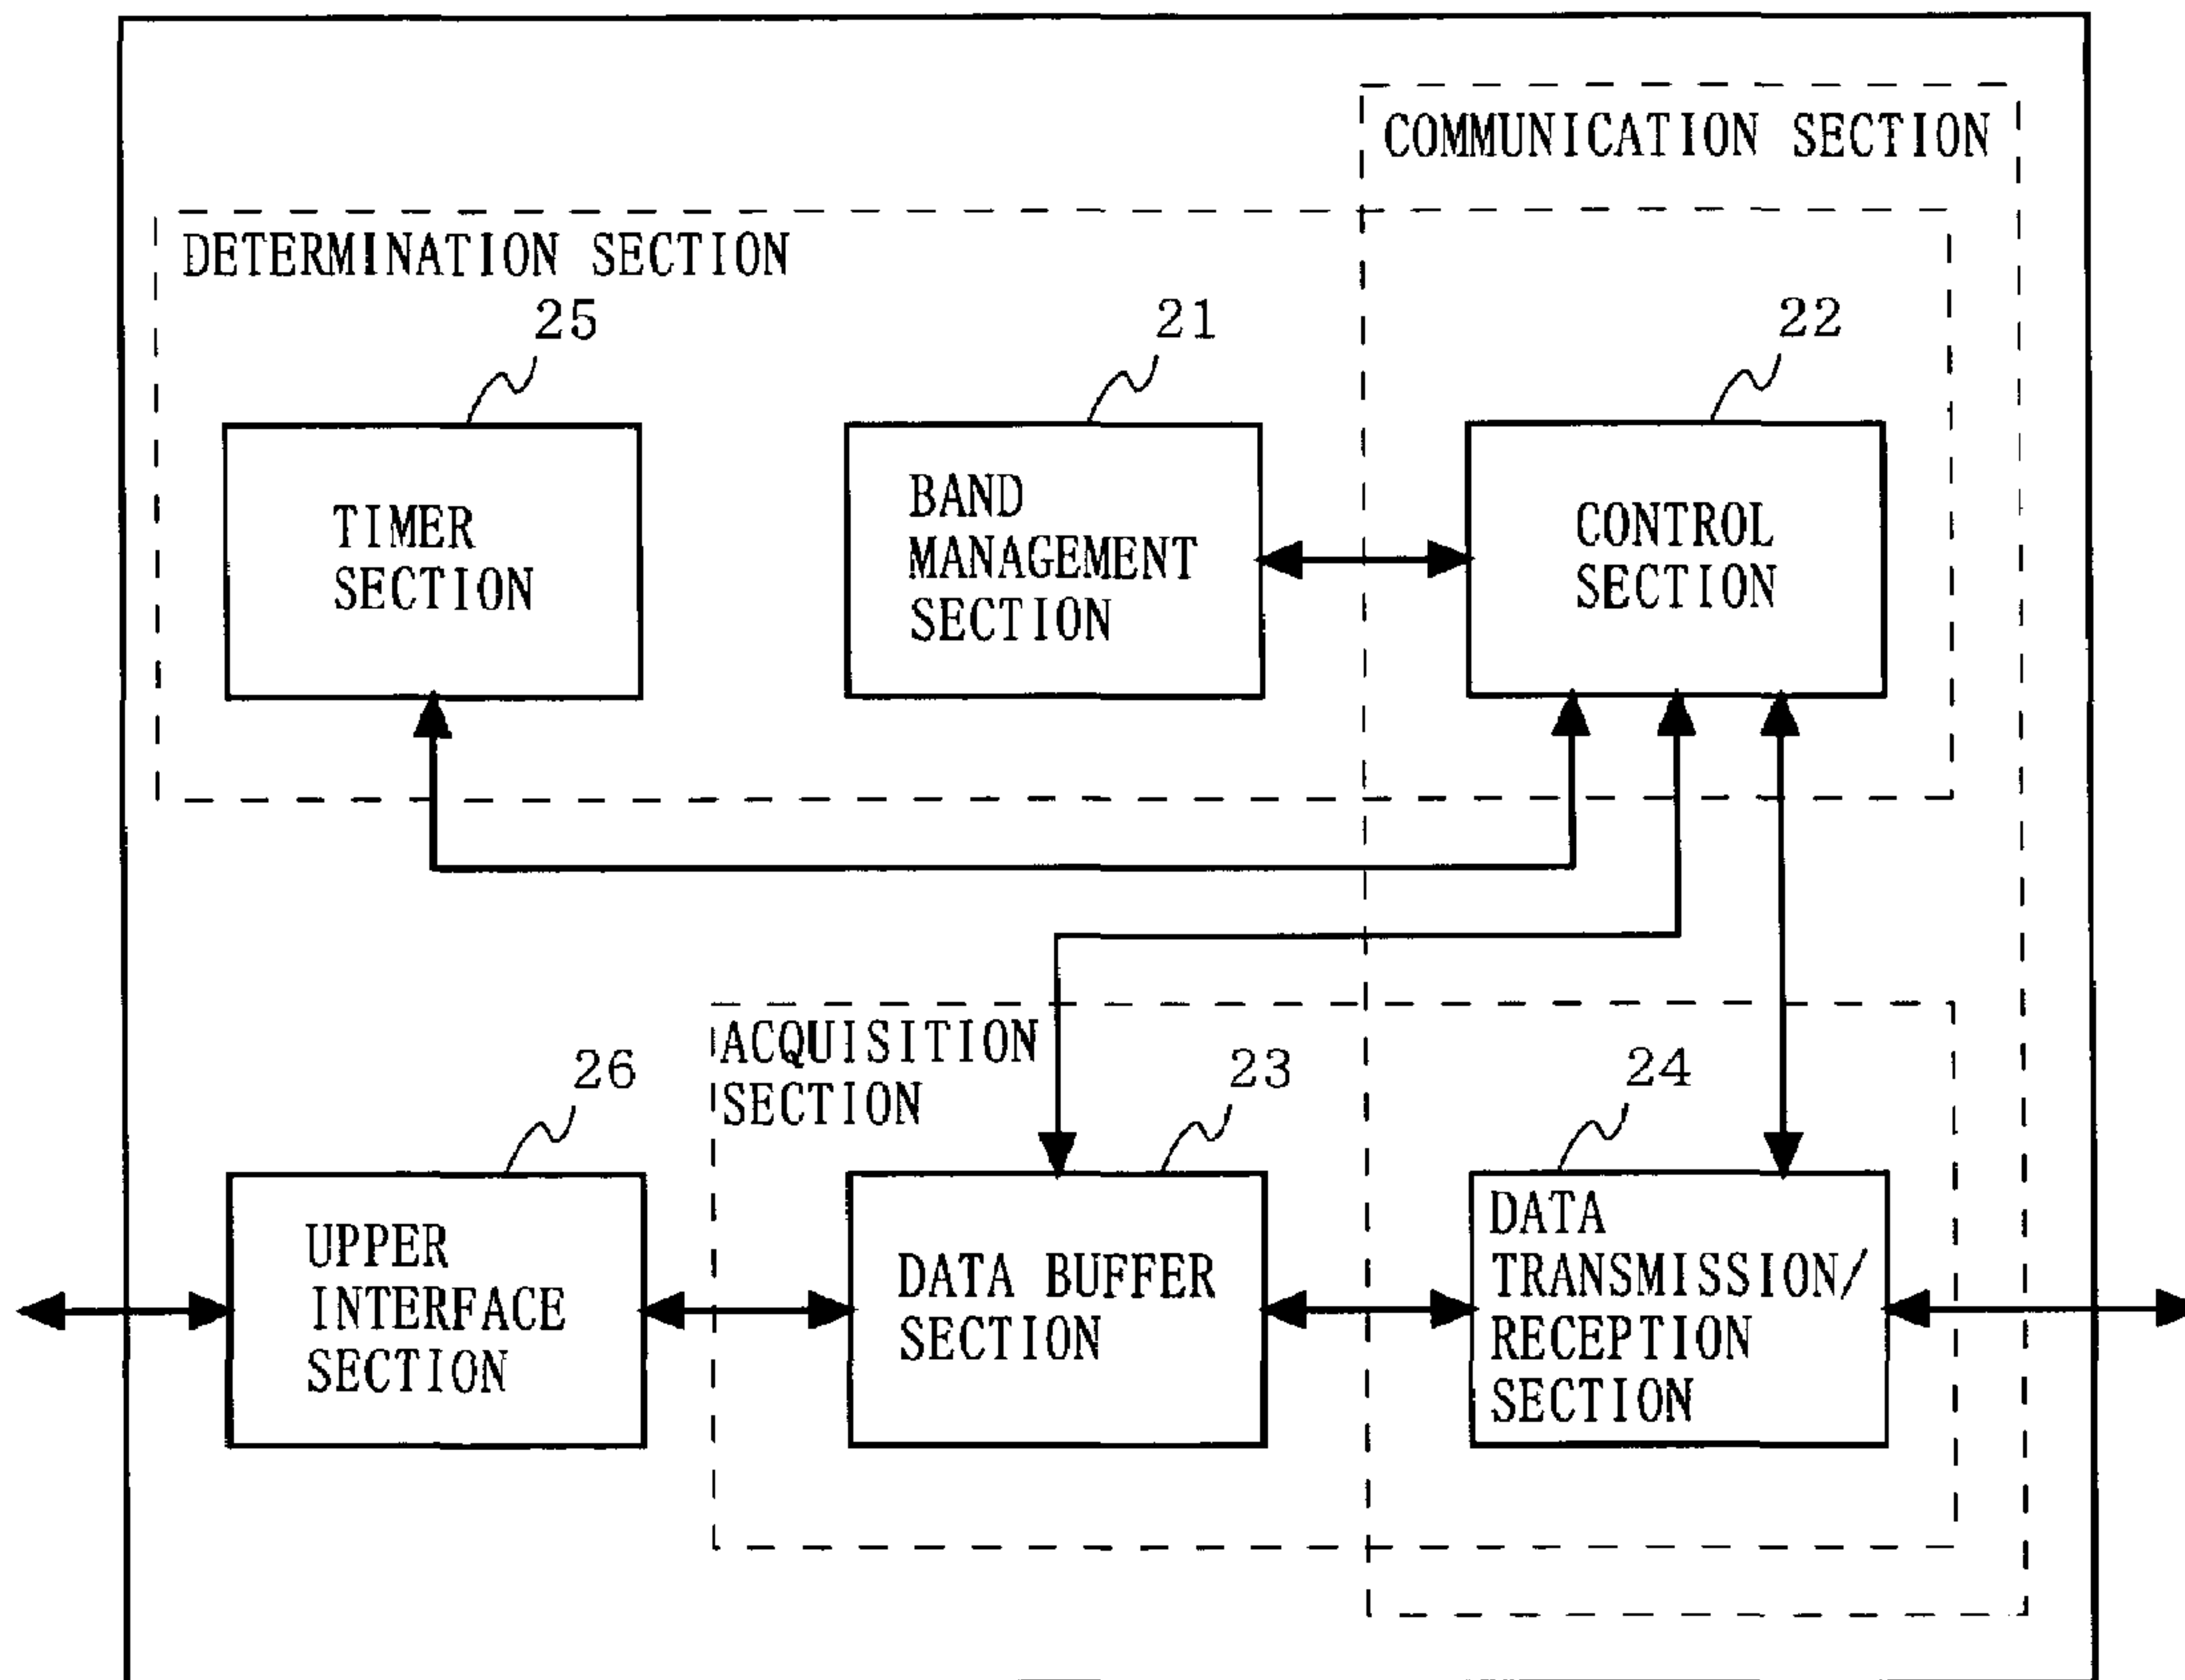 COMMUNICATION SECTION
DETERMINATION SECTION
25
21
22
TIMER
SECTION
BAND
MANAGEMENT
SECTION
CONTROL
SECTION
ACQUISITION
SECTION
26
23
24
UPPER
INTERFACE
SECTION
DATA BUFFER
SECTION
DATA
TRANSMISSION/
RECEPTION
SECTION